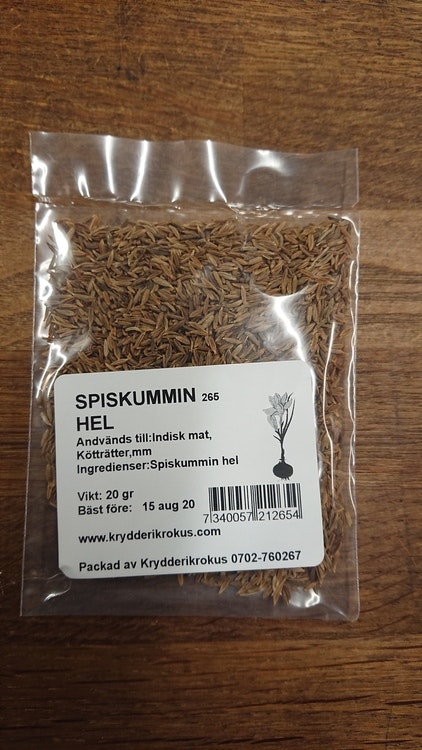 SPISKUMMIN 265
HEL
Andvänds till:Indisk mat,
Kötträtter,mm
Ingredienser:Spiskummin hel
Vikt: 20 gr
Bäst före: 15 aug 20
7 340057 212654
www.krydderikrokus.com
Packad av Krydderikrokus 0702-760267